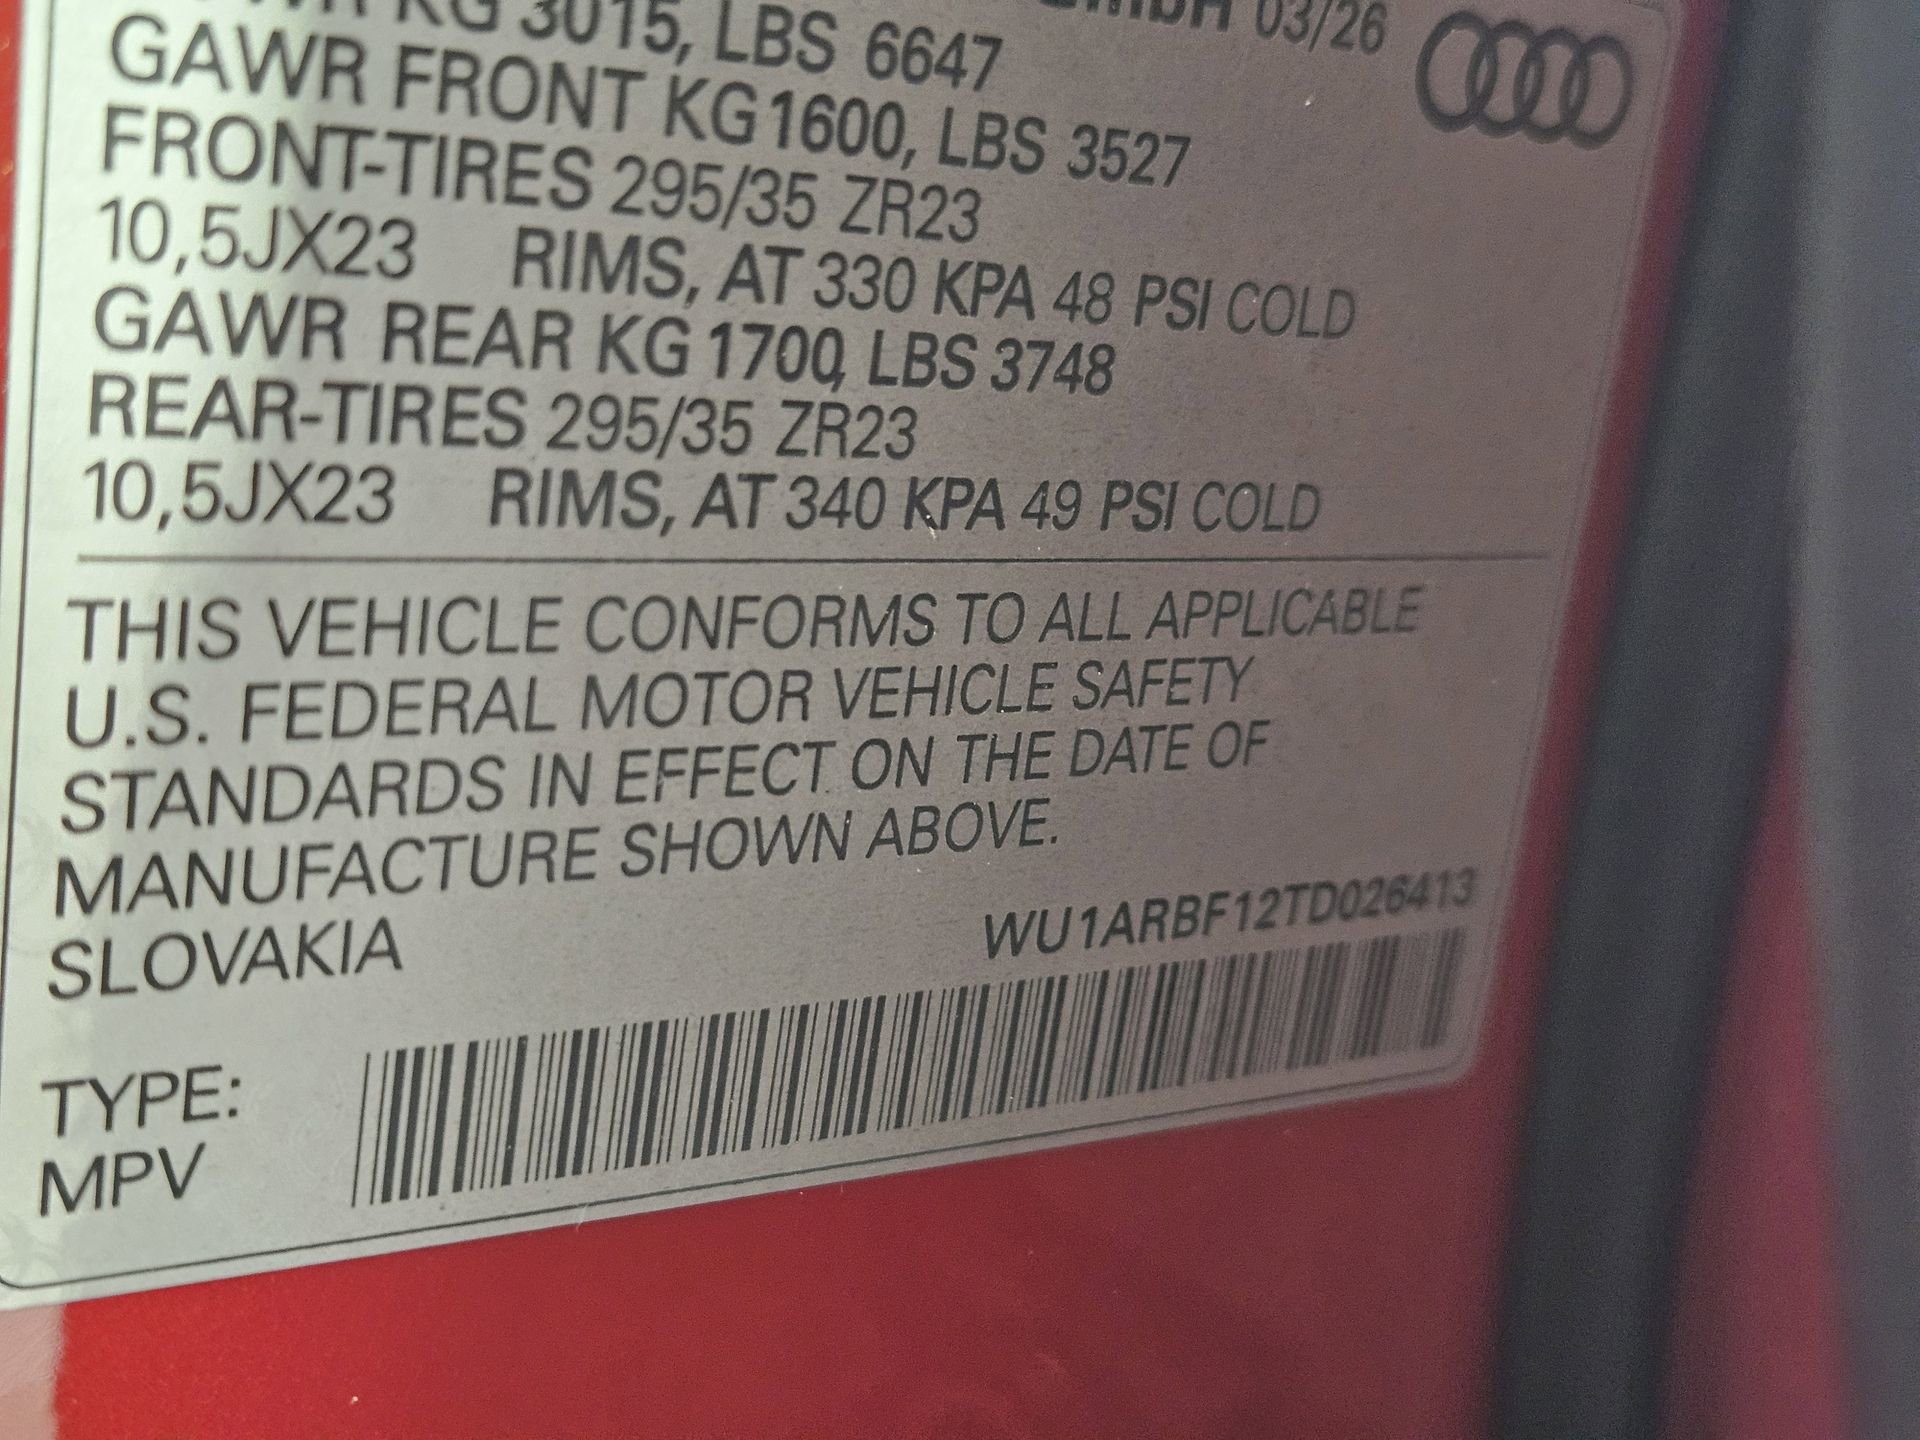 KG 3015, LBS 6647
GmbH 03/26
GAWR FRONT KG 1600, LBS 3527
FRONT-TIRES 295/35 ZR23
10,5JX23 RIMS, AT 330 KPA 48 PSI COLD
GAWR REAR KG 1700, LBS 3748
REAR-TIRES 295/35 ZR23
10,5JX23 RIMS, AT 340 KPA 49 PSI COLD
THIS VEHICLE CONFORMS TO ALL APPLICABLE
U.S. FEDERAL MOTOR VEHICLE SAFETY
STANDARDS IN EFFECT ON THE DATE OF
MANUFACTURE SHOWN ABOVE.
SLOVAKIA
WU1ARBF12TD026413
TYPE:
MPV